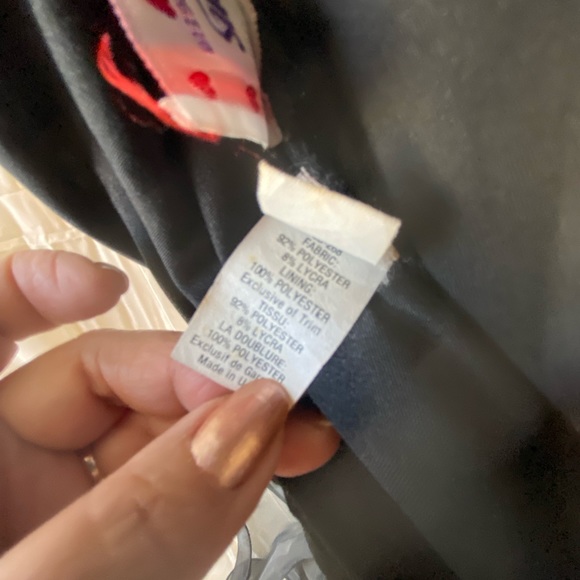 FABRIC:
92% POLYESTER
8% LYCRA
LINING:
100% POLYESTER
Exclusive of Trim
TISSU:
92% POLYESTER
8% LYCRA
LA DOUBLURE:
100% POLYESTER
Exclusif de
Made in